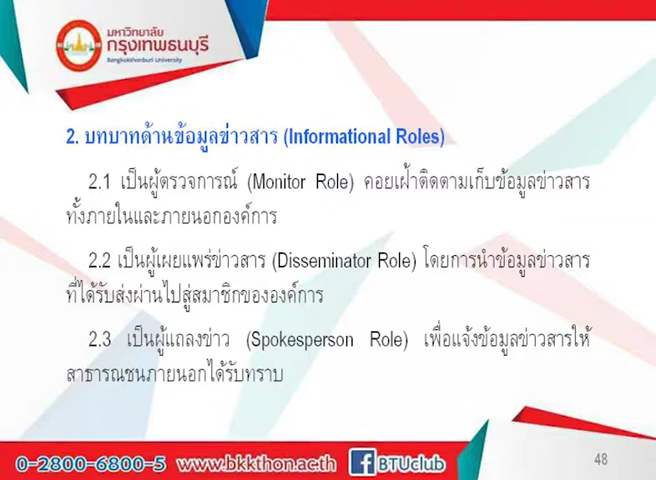 มหาวิทยาลัย
กรุงเทพธนบุรี
Bangkokthonburi University
2. บทบาทด้านข้อมูลข่าวสาร (Informational Roles)
2.1 เป็นผู้ตรวจการณ์ (Monitor Role) คอยเฝ้าติดตามเก็บข้อมูลข่าวสาร
ทั้งภายในและภายนอกองค์การ
2.2 เป็นผู้เผยแพร่ข่าวสาร (Disseminator Role) โดยการนำข้อมูลข่าวสาร
ที่ได้รับส่งผ่านไปสู่สมาชิกขององค์การ
2.3 เป็นผู้แถลงข่าว (Spokesperson Role) เพื่อแจ้งข้อมูลข่าวสารให้
สาธารณชนภายนอกได้รับทราบ
0-2800-6800-5 www.bkkthon.ac.th f BTUclub
48